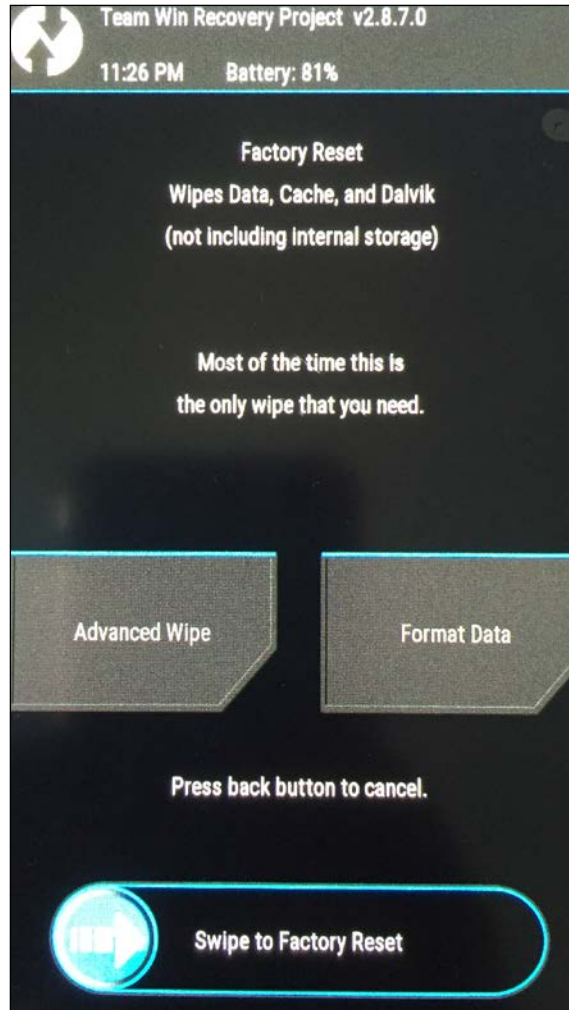 Team Win Recovery Project v2.8.7.0
11:26 PM Battery: 81%
Factory Reset
Wipes Data, Cache, and Dalvik
(not including internal storage)
Most of the time this is
the only wipe that you need.
Advanced Wipe Format Data
Press back button to cancel.
Swipe to Factory Reset